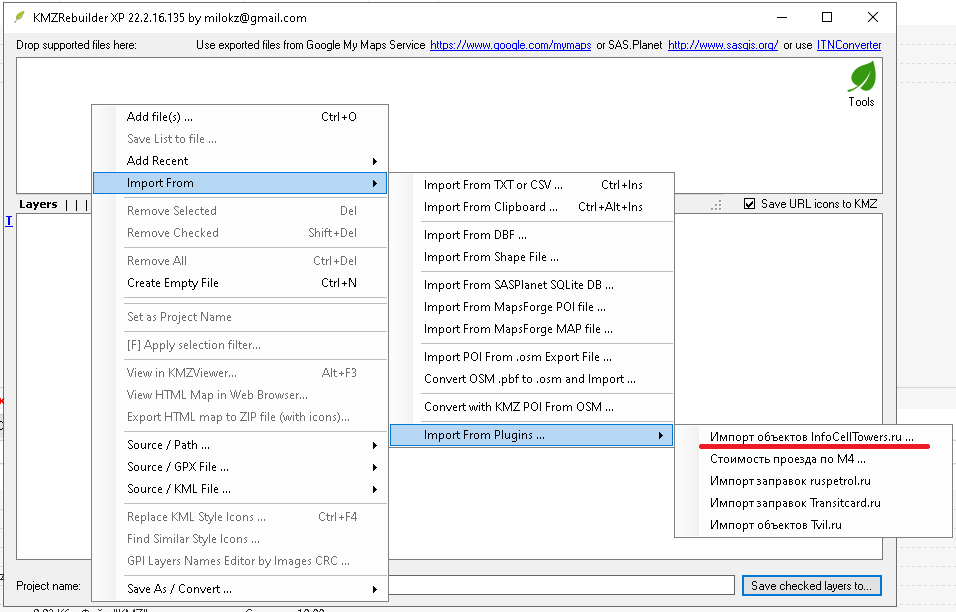 KMZRebuilder XP 22.2.16.135 by milokz@gmail.com
Drop supported files here: Use exported files from Google My Maps Service https://www.google.com/mymaps or SAS.Planet http://www.sasgis.org/ or use ITNConverter
Tools
Add file(s) ... Ctrl+O
Save List to file ...
Add Recent
Import From
Remove Selected Del
Remove Checked Shift+Del
Remove All Ctrl+Del
Create Empty File Ctrl+N
Set as Project Name
[F] Apply selection filter...
View in KMZViewer... Alt+F3
View HTML Map in Web Browser...
Export HTML map to ZIP file (with icons)...
Source / Path ...
Source / GPX File ...
Source / KML File ...
Replace KML Style Icons ... Ctrl+F4
Find Similar Style Icons ...
GPI Layers Names Editor by Images CRC ...
Save As / Convert ...
Import From TXT or CSV ... Ctrl+Ins
Import From Clipboard ... Ctrl+Alt+Ins
Import From DBF ...
Import From Shape File ...
Import From SASPlanet SQLite DB ...
Import From MapsForge POI file ...
Import From MapsForge MAP file ...
Import POI From .osm Export File ...
Convert OSM .pbf to .osm and Import ...
Convert with KMZ POI From OSM ...
Import From Plugins ...
Импорт объектов InfoCellTowers.ru ...
Стоимость проезда по М4 ...
Импорт заправок ruspetrol.ru
Импорт заправок Transitcard.ru
Импорт объектов Tvil.ru
Layers | | |
Save URL icons to KMZ
T
Project name:
Save checked layers to...